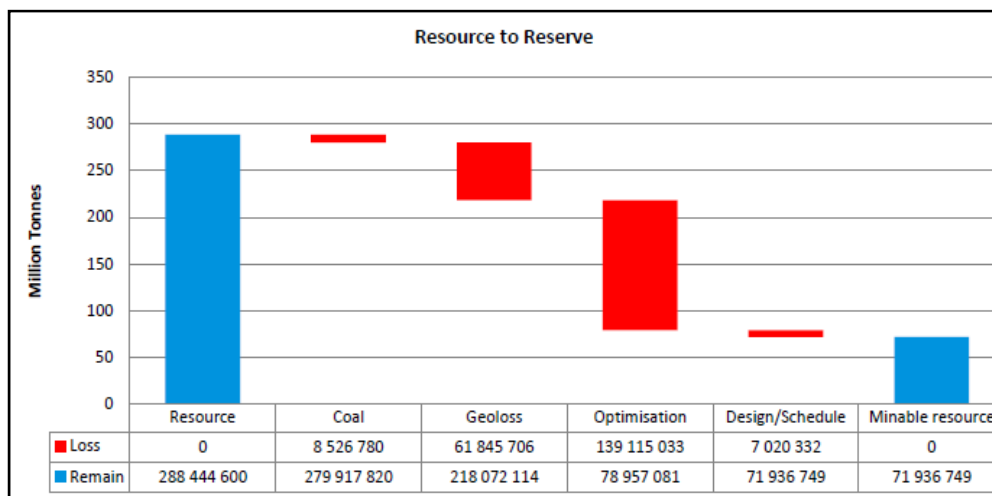 Resource to Reserve
Million Tonnes
350
300
250
200
150
100
50
0
Resource Coal Geoloss Optimisation Design/Schedule Minable resource
Loss 0 8 526 780 61 845 706 139 115 033 7 020 332 0
Remain 288 444 600 279 917 820 218 072 114 78 957 081 71 936 749 71 936 749